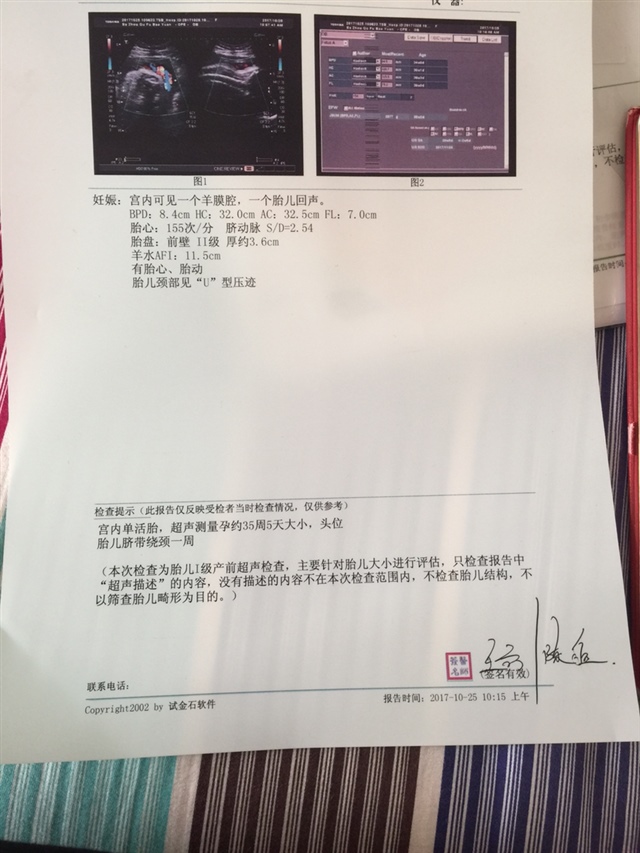 仪器:
图1
图2
妊娠：宫内可见一个羊膜腔，一个胎儿回声。
BPD：8.4cm HC：32.0cm AC：32.5cm FL：7.0cm
胎心：155次/分 脐动脉 S/D=2.54
胎盘：前壁 II级 厚约3.6cm
羊水AFI：11.5cm
有胎心、胎动
胎儿颈部见“U”型压迹
检查提示（此报告仅反映受检者当时检查情况，仅供参考）
宫内单活胎，超声测量孕约35周5天大小，头位
胎儿脐带绕颈一周
（本次检查为胎儿I级产前超声检查，主要针对胎儿大小进行评估，只检查报告中
“超声描述”的内容，没有描述的内容不在本次检查范围内，不检查胎儿结构，不
以筛查胎儿畸形为目的。）
(签名有效)
联系电话：
报告时间：2017-10-25 10:15 上午
Copyright2002 by 试金石软件
评估，
不检
报告时间